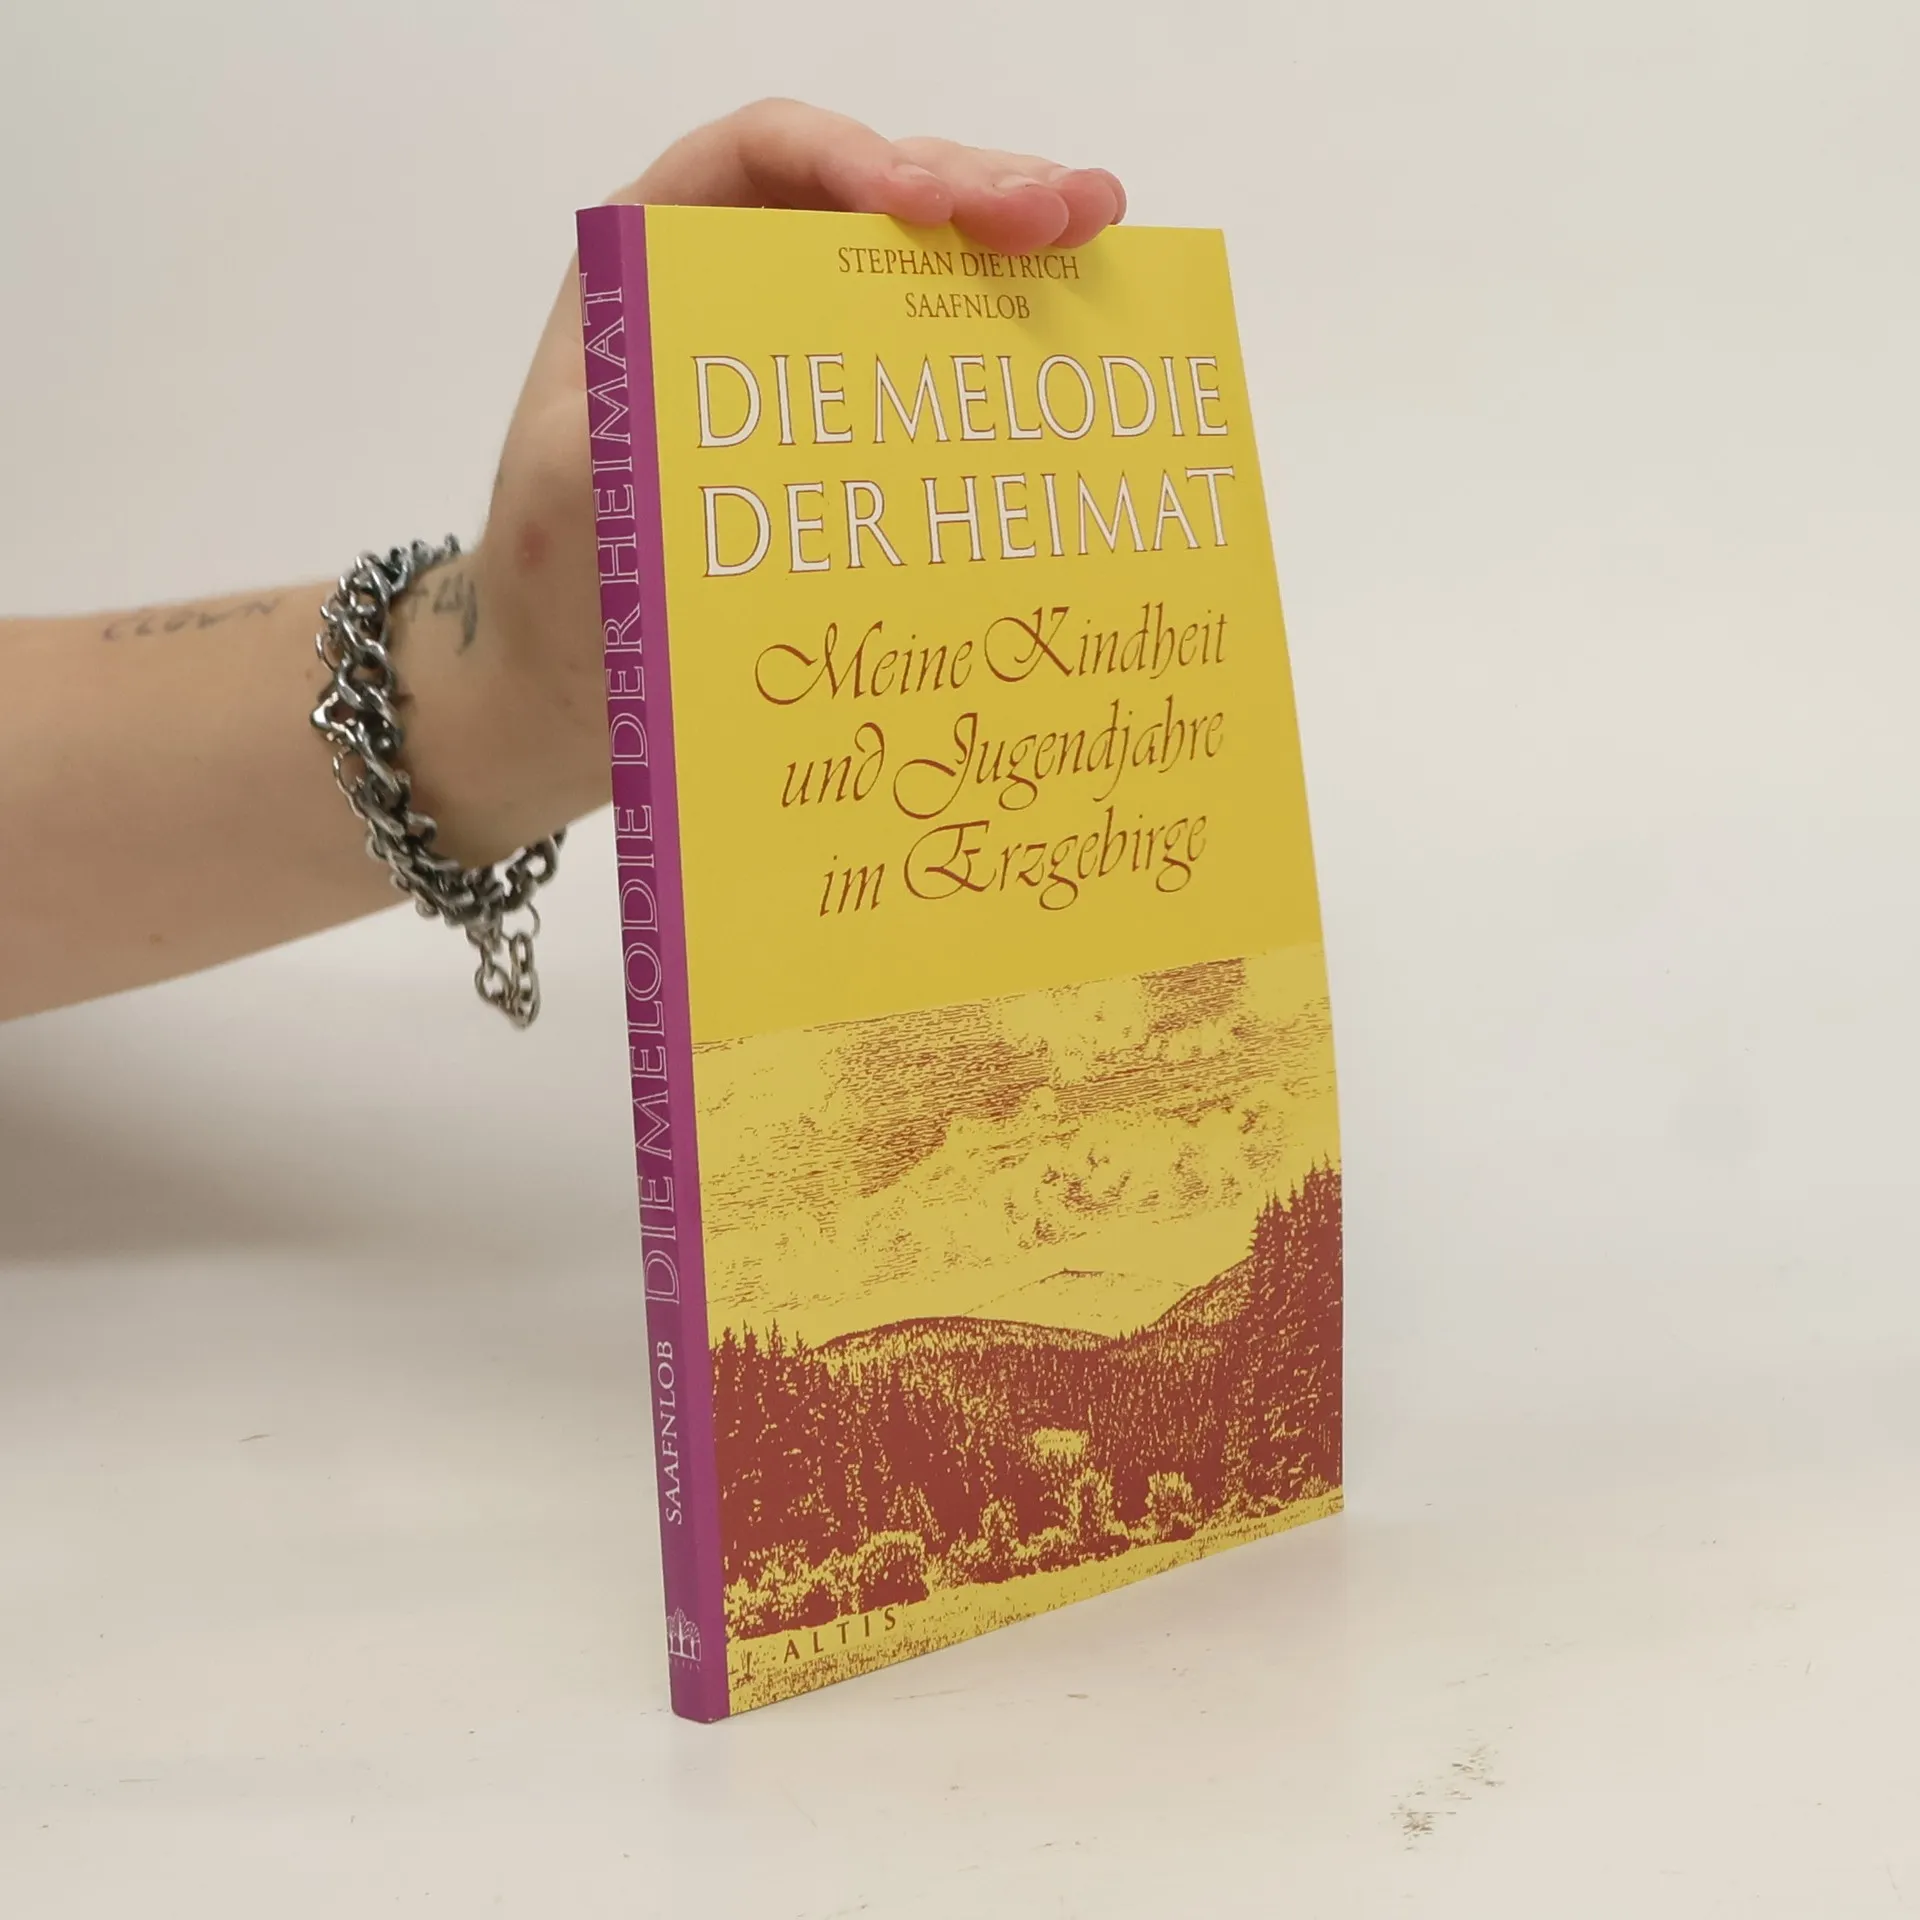 STEPHAN DIETRICH
SAAFNLOB
DIE MELODIE
DER HEIMAT
Meine Kindheit
und Jugendjahre
im Erzgebirge
ALTIS
SAAFNLOB DIE MELODIE DER HEIMAT